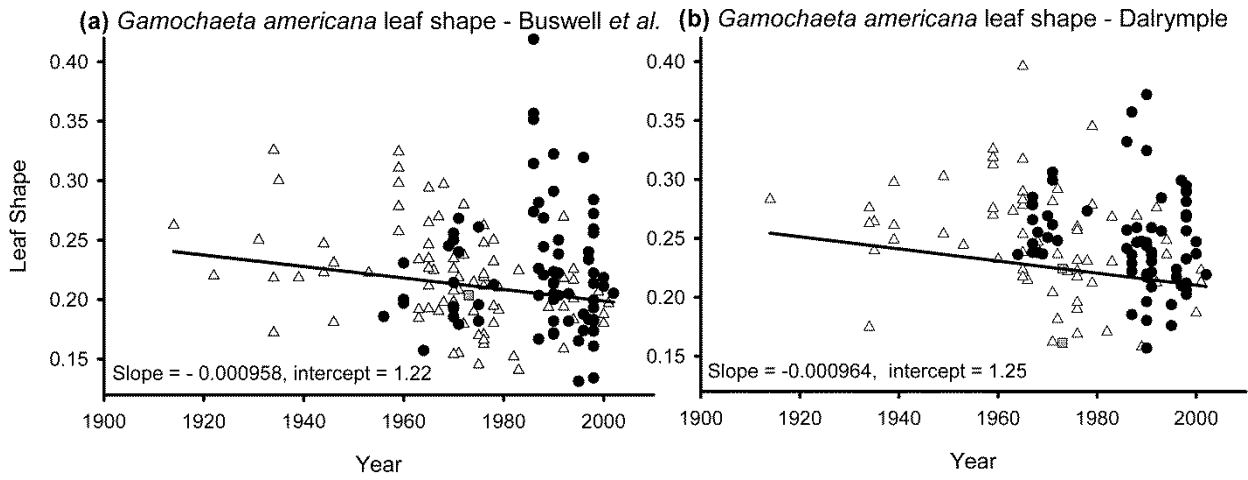 (a) Gamochaeta americana leaf shape - Buswell et al.
0.40
0.35
0.30
0.25
0.20
0.15
Leaf Shape
Slope = - 0.000958, intercept = 1.22
1900 1920 1940 1960 1980 2000
Year
(b) Gamochaeta americana leaf shape - Dalrymple
0.40
0.35
0.30
0.25
0.20
0.15
Slope = -0.000964, intercept = 1.25
1900 1920 1940 1960 1980 2000
Year